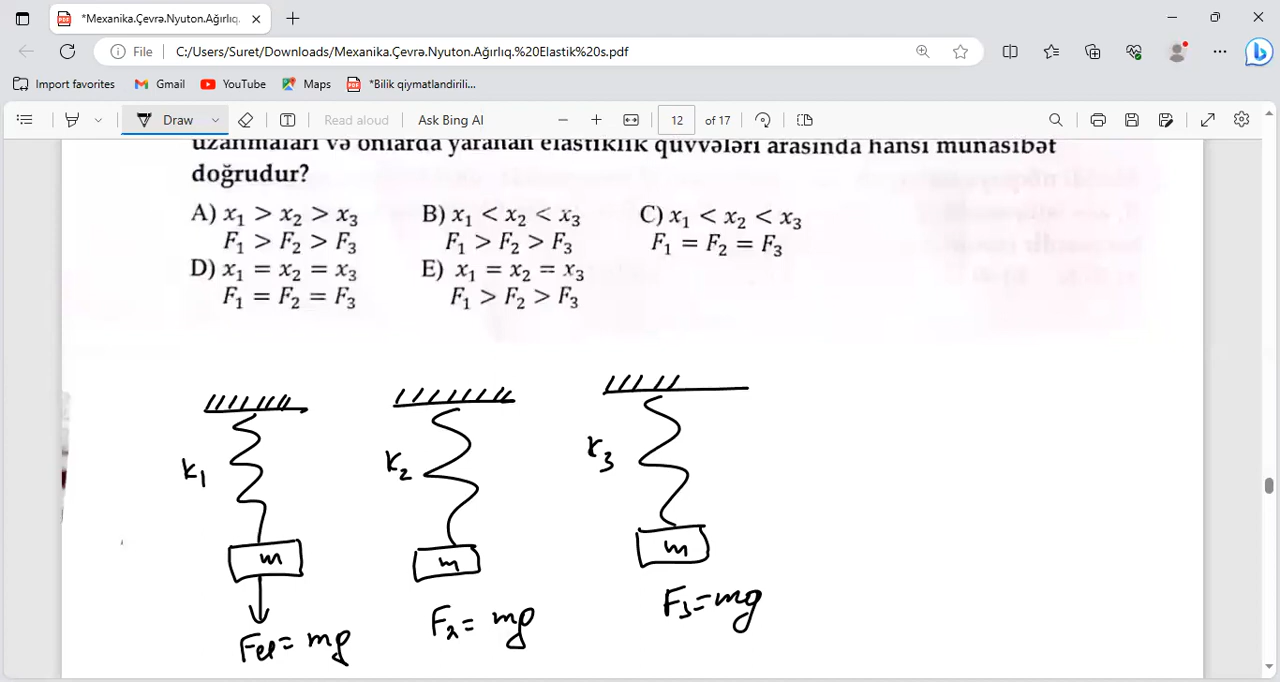 *Mexanika.Çevrə.Nyuton.Ağırlıq.
File C:/Users/Suret/Downloads/Mexanika.Çevrə.Nyuton.Ağırlıq.%20Elastik%20s.pdf
Import favorites Gmail YouTube Maps *Bilik qiymatlandirili...
Draw Read aloud Ask Bing AI 12 of 17
uzanmaları və onlarda yaranan elastiklik qüvvələri arasında hansı münasibət
doğrudur?
A) x₁ > x₂ > x₃ B) x₁ < x₂ < x₃ C) x₁ < x₂ < x₃
F₁ > F₂ > F₃ F₁ > F₂ > F₃ F₁ = F₂ = F₃
D) x₁ = x₂ = x₃ E) x₁ = x₂ = x₃
F₁ = F₂ = F₃ F₁ > F₂ > F₃
K₁ K₂ K₃
m m m
Fel = mg F₂ = mg F₃ = mg